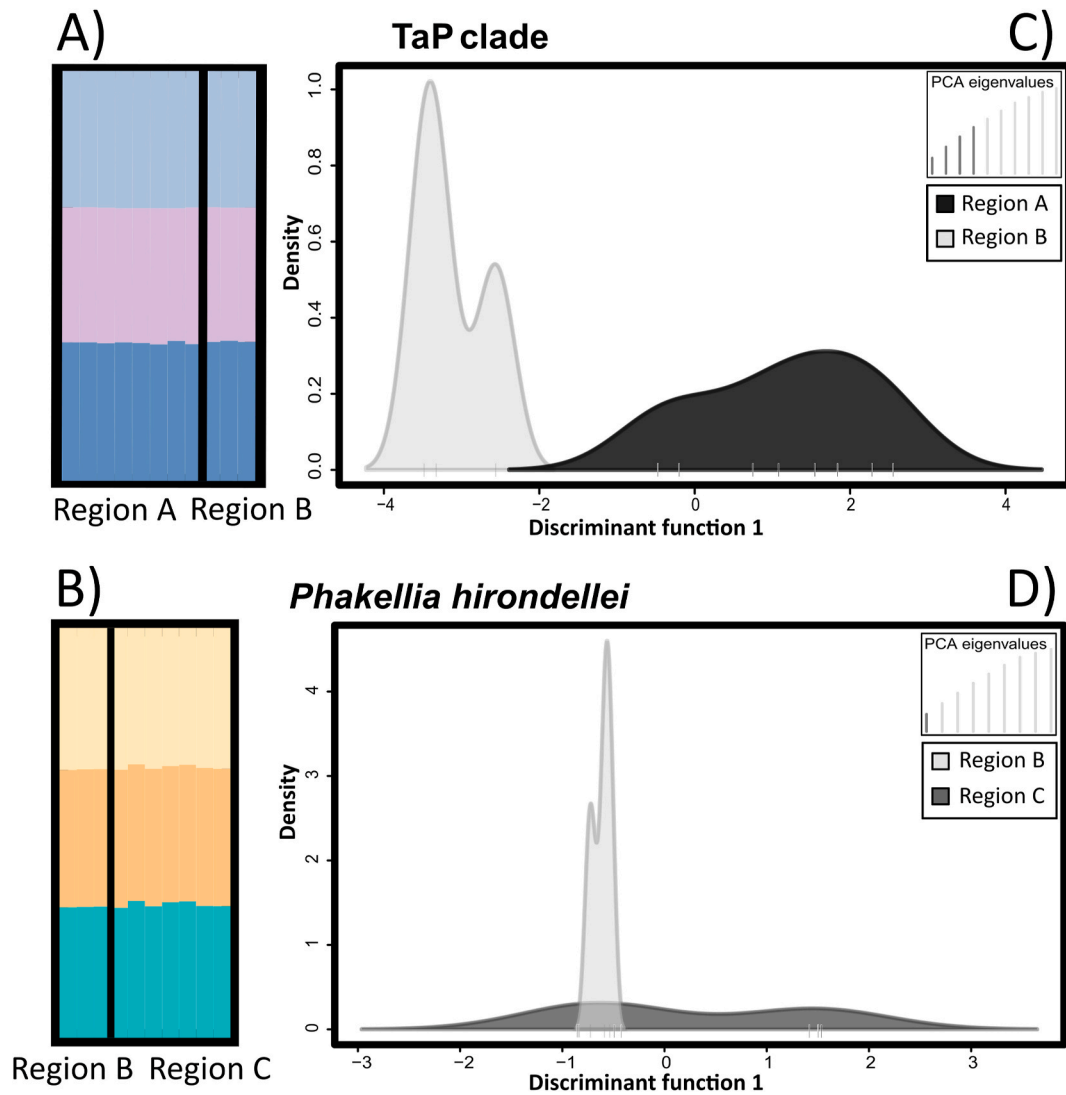 A)
TaP clade
C)
Region A Region B
Density
0.0 0.2 0.4 0.6 0.8 1.0
−4 −2 0 2 4
Discriminant function 1
PCA eigenvalues
Region A
Region B
B)
Phakellia hirondellei
D)
Region B Region C
Density
0 1 2 3 4
−3 −2 −1 0 1 2 3
Discriminant function 1
PCA eigenvalues
Region B
Region C